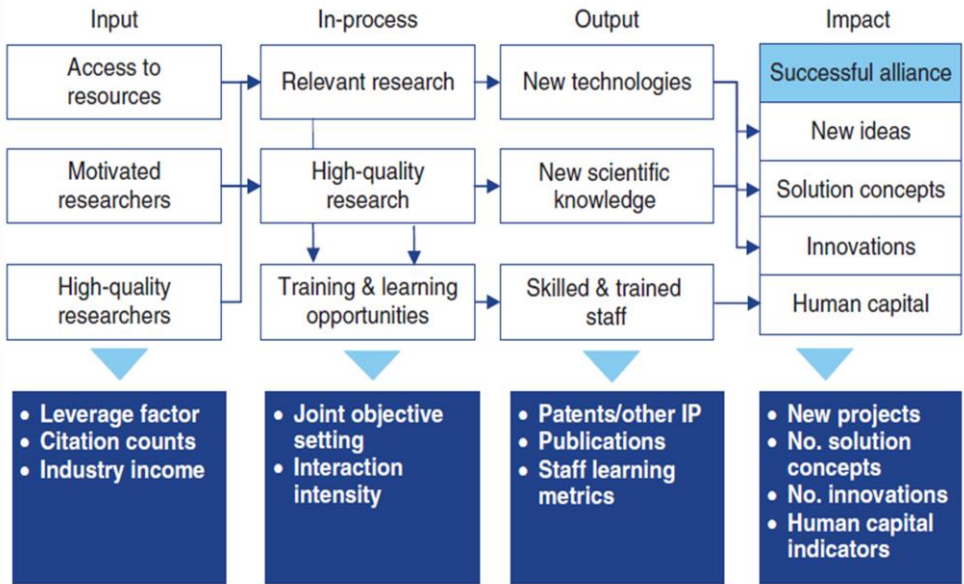 Input
In-process
Output
Impact
Access to
resources
Relevant research
New technologies
Successful alliance
New ideas
Motivated
researchers
High-quality
research
New scientific
knowledge
Solution concepts
Innovations
High-quality
researchers
Training & learning
opportunities
Skilled & trained
staff
Human capital
• Leverage factor
• Citation counts
• Industry income
• Joint objective
setting
• Interaction
intensity
• Patents/other IP
• Publications
• Staff learning
metrics
• New projects
• No. solution
concepts
• No. innovations
• Human capital
indicators